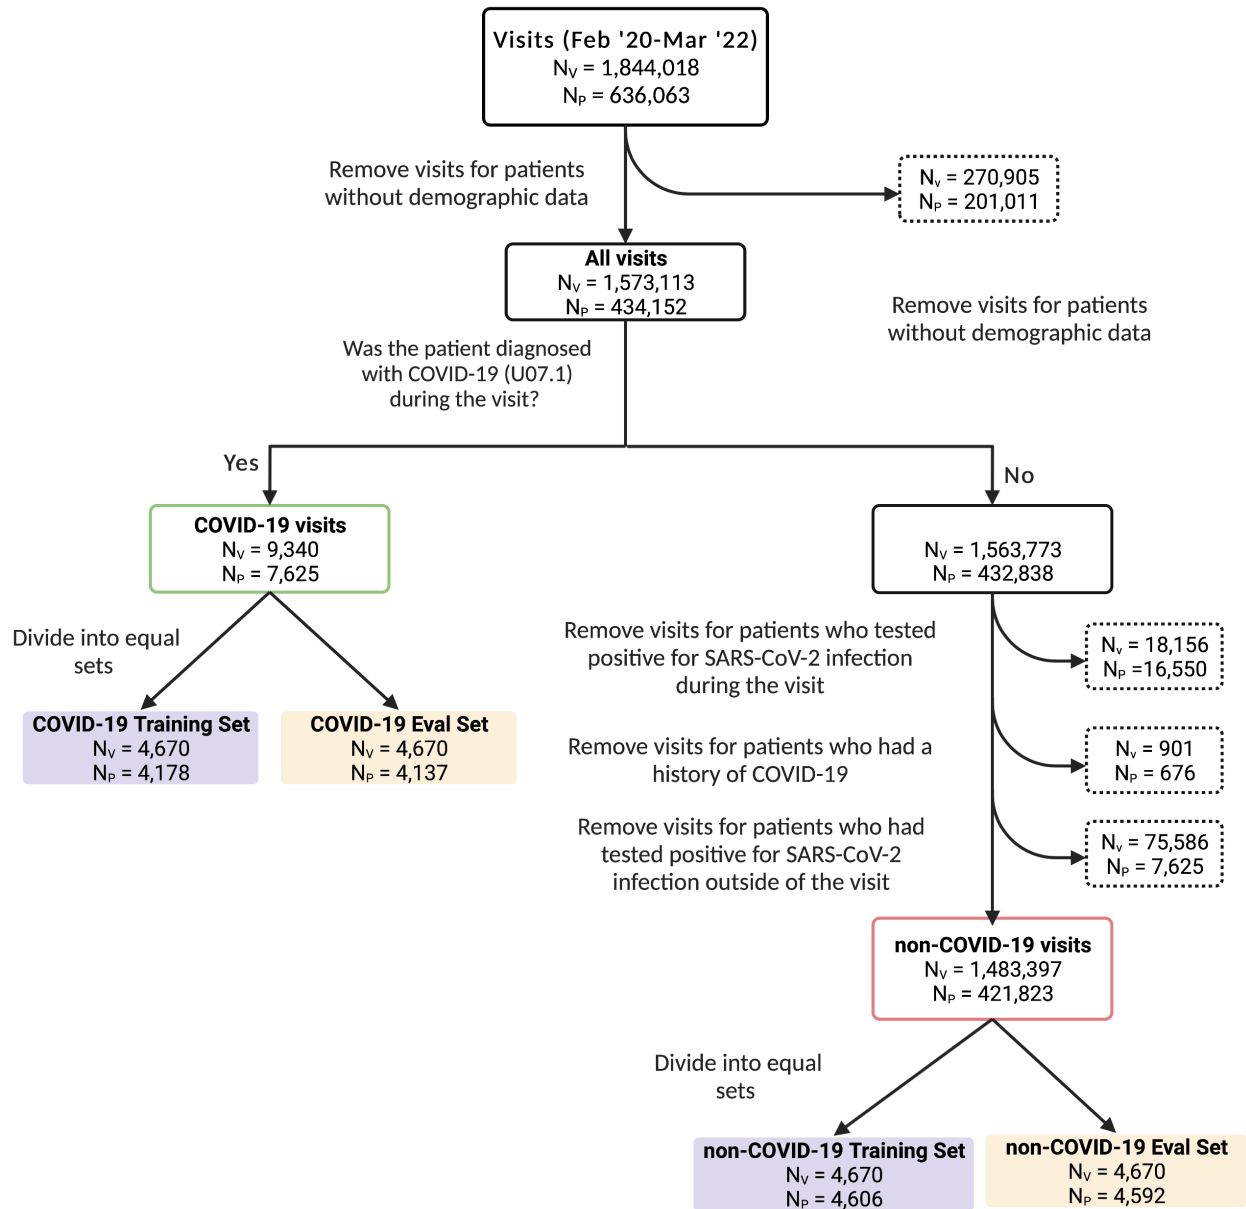 Visits (Feb '20-Mar '22)
Nv = 1,844,018
Np = 636,063
Remove visits for patients
without demographic data
Nv = 270,905
Np = 201,011
All visits
Nv = 1,573,113
Np = 434,152
Remove visits for patients
without demographic data
Was the patient diagnosed
with COVID-19 (U07.1)
during the visit?
Yes
No
COVID-19 visits
Nv = 9,340
Np = 7,625
Nv = 1,563,773
Np = 432,838
Divide into equal
sets
COVID-19 Training Set
Nv = 4,670
Np = 4,178
COVID-19 Eval Set
Nv = 4,670
Np = 4,137
Remove visits for patients who tested
positive for SARS-CoV-2 infection
during the visit
Nv = 18,156
Np =16,550
Remove visits for patients who had a
history of COVID-19
Nv = 901
Np = 676
Remove visits for patients who had
tested positive for SARS-CoV-2
infection outside of the visit
Nv = 75,586
Np = 7,625
non-COVID-19 visits
Nv = 1,483,397
Np = 421,823
Divide into equal
sets
non-COVID-19 Training Set
Nv = 4,670
Np = 4,606
non-COVID-19 Eval Set
Nv = 4,670
Np = 4,592